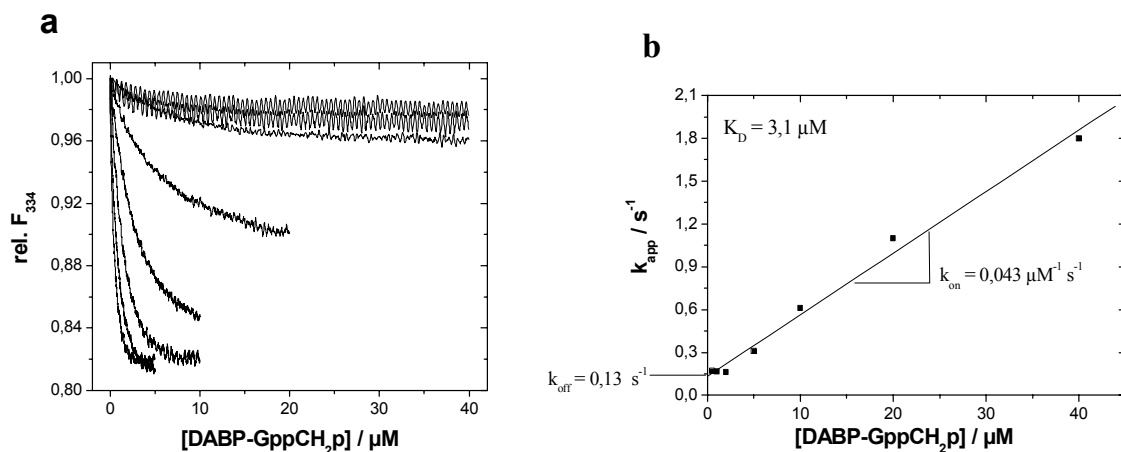 a
1,00
0,96
0,92
0,88
0,84
0,80
rel. F334
0 10 20 30 40
[DABP-GppCH2p] / µM
b
2,1
1,8
1,5
1,2
0,9
0,6
0,3
0,0
kapp / s-1
KD = 3,1 µM
kon = 0,043 µM-1 s-1
koff = 0,13 s-1
0 10 20 30 40
[DABP-GppCH2p] / µM